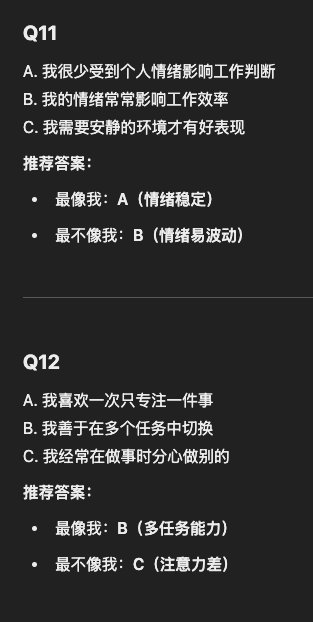 Q11
A. 我很少受到个人情绪影响工作判断
B. 我的情绪常常影响工作效率
C. 我需要安静的环境才有好表现
推荐答案：
• 最像我：A（情绪稳定）
• 最不像我：B（情绪易波动）
Q12
A. 我喜欢一次只专注一件事
B. 我善于在多个任务中切换
C. 我经常在做事时分心做别的
推荐答案：
• 最像我：B（多任务能力）
• 最不像我：C（注意力差）